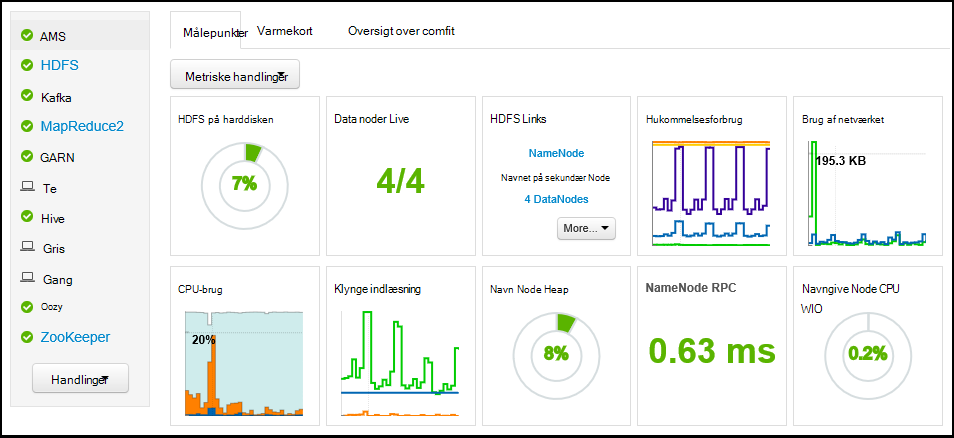 AMS
HDFS
Kafka
MapReduce2
GARN
Te
Hive
Gris
Gang
Oozy
ZooKeeper
Handlinger
Målepunkter
Varmekort
Oversigt over comfit
Metriske handlinger
HDFS på harddisken
7%
Data noder Live
4/4
HDFS Links
NameNode
Navnet på sekundær Node
4 DataNodes
More...
Hukommelsesforbrug
Brug af netværket
195.3 KB
CPU-brug
20%
Klynge indlæsning
Navn Node Heap
8%
NameNode RPC
0.63 ms
Navngive Node CPU
WIO
0.2%